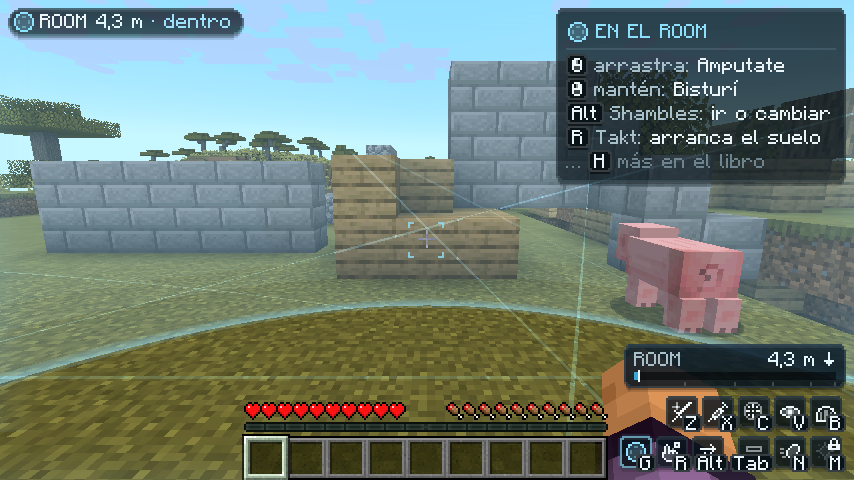 ROOM 4,3 m · dentro
EN EL ROOM
arrastra: Amputate
mantén: Bisturí
Alt Shambles: ir o cambiar
R Takt: arranca el suelo
... H más en el libro
ROOM 4,3 m ↓
Z X C V B
G R Alt Tab N M